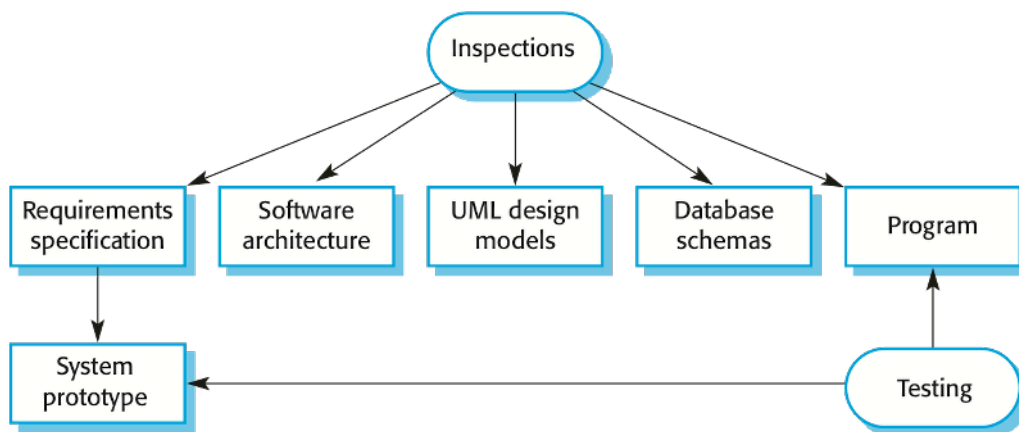 Inspections
Requirements
specification
Software
architecture
UML design
models
Database
schemas
Program
System
prototype
Testing